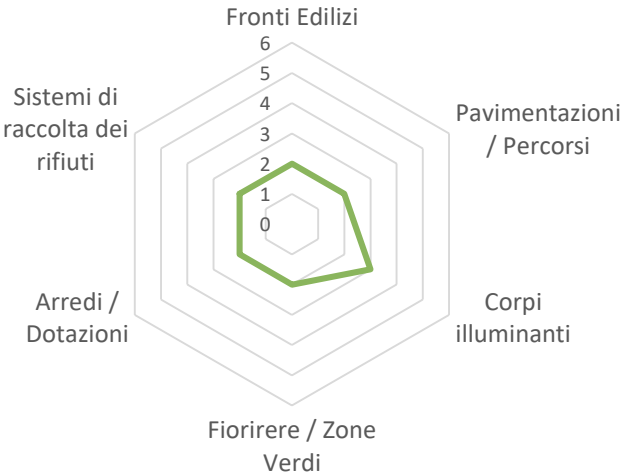 Fronti Edilizi
6
5
4
3
2
1
0
Pavimentazioni
/ Percorsi
Corpi
illuminanti
Fiorirere / Zone
Verdi
Arredi /
Dotazioni
Sistemi di
raccolta dei
rifiuti